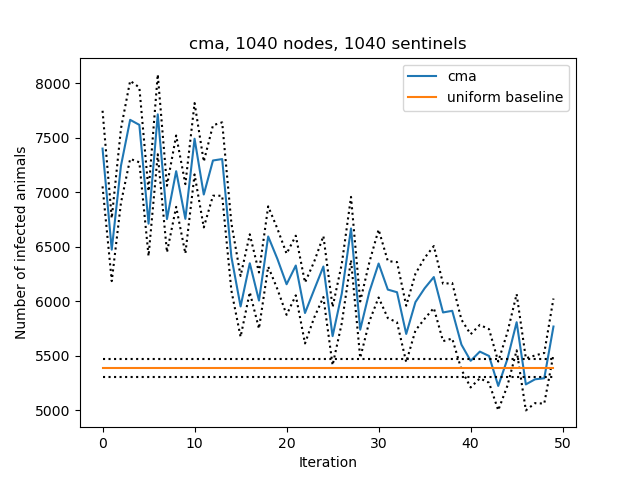 cma, 1040 nodes, 1040 sentinels
cma
uniform baseline
Number of infected animals
8000
7500
7000
6500
6000
5500
5000
0 10 20 30 40 50
Iteration